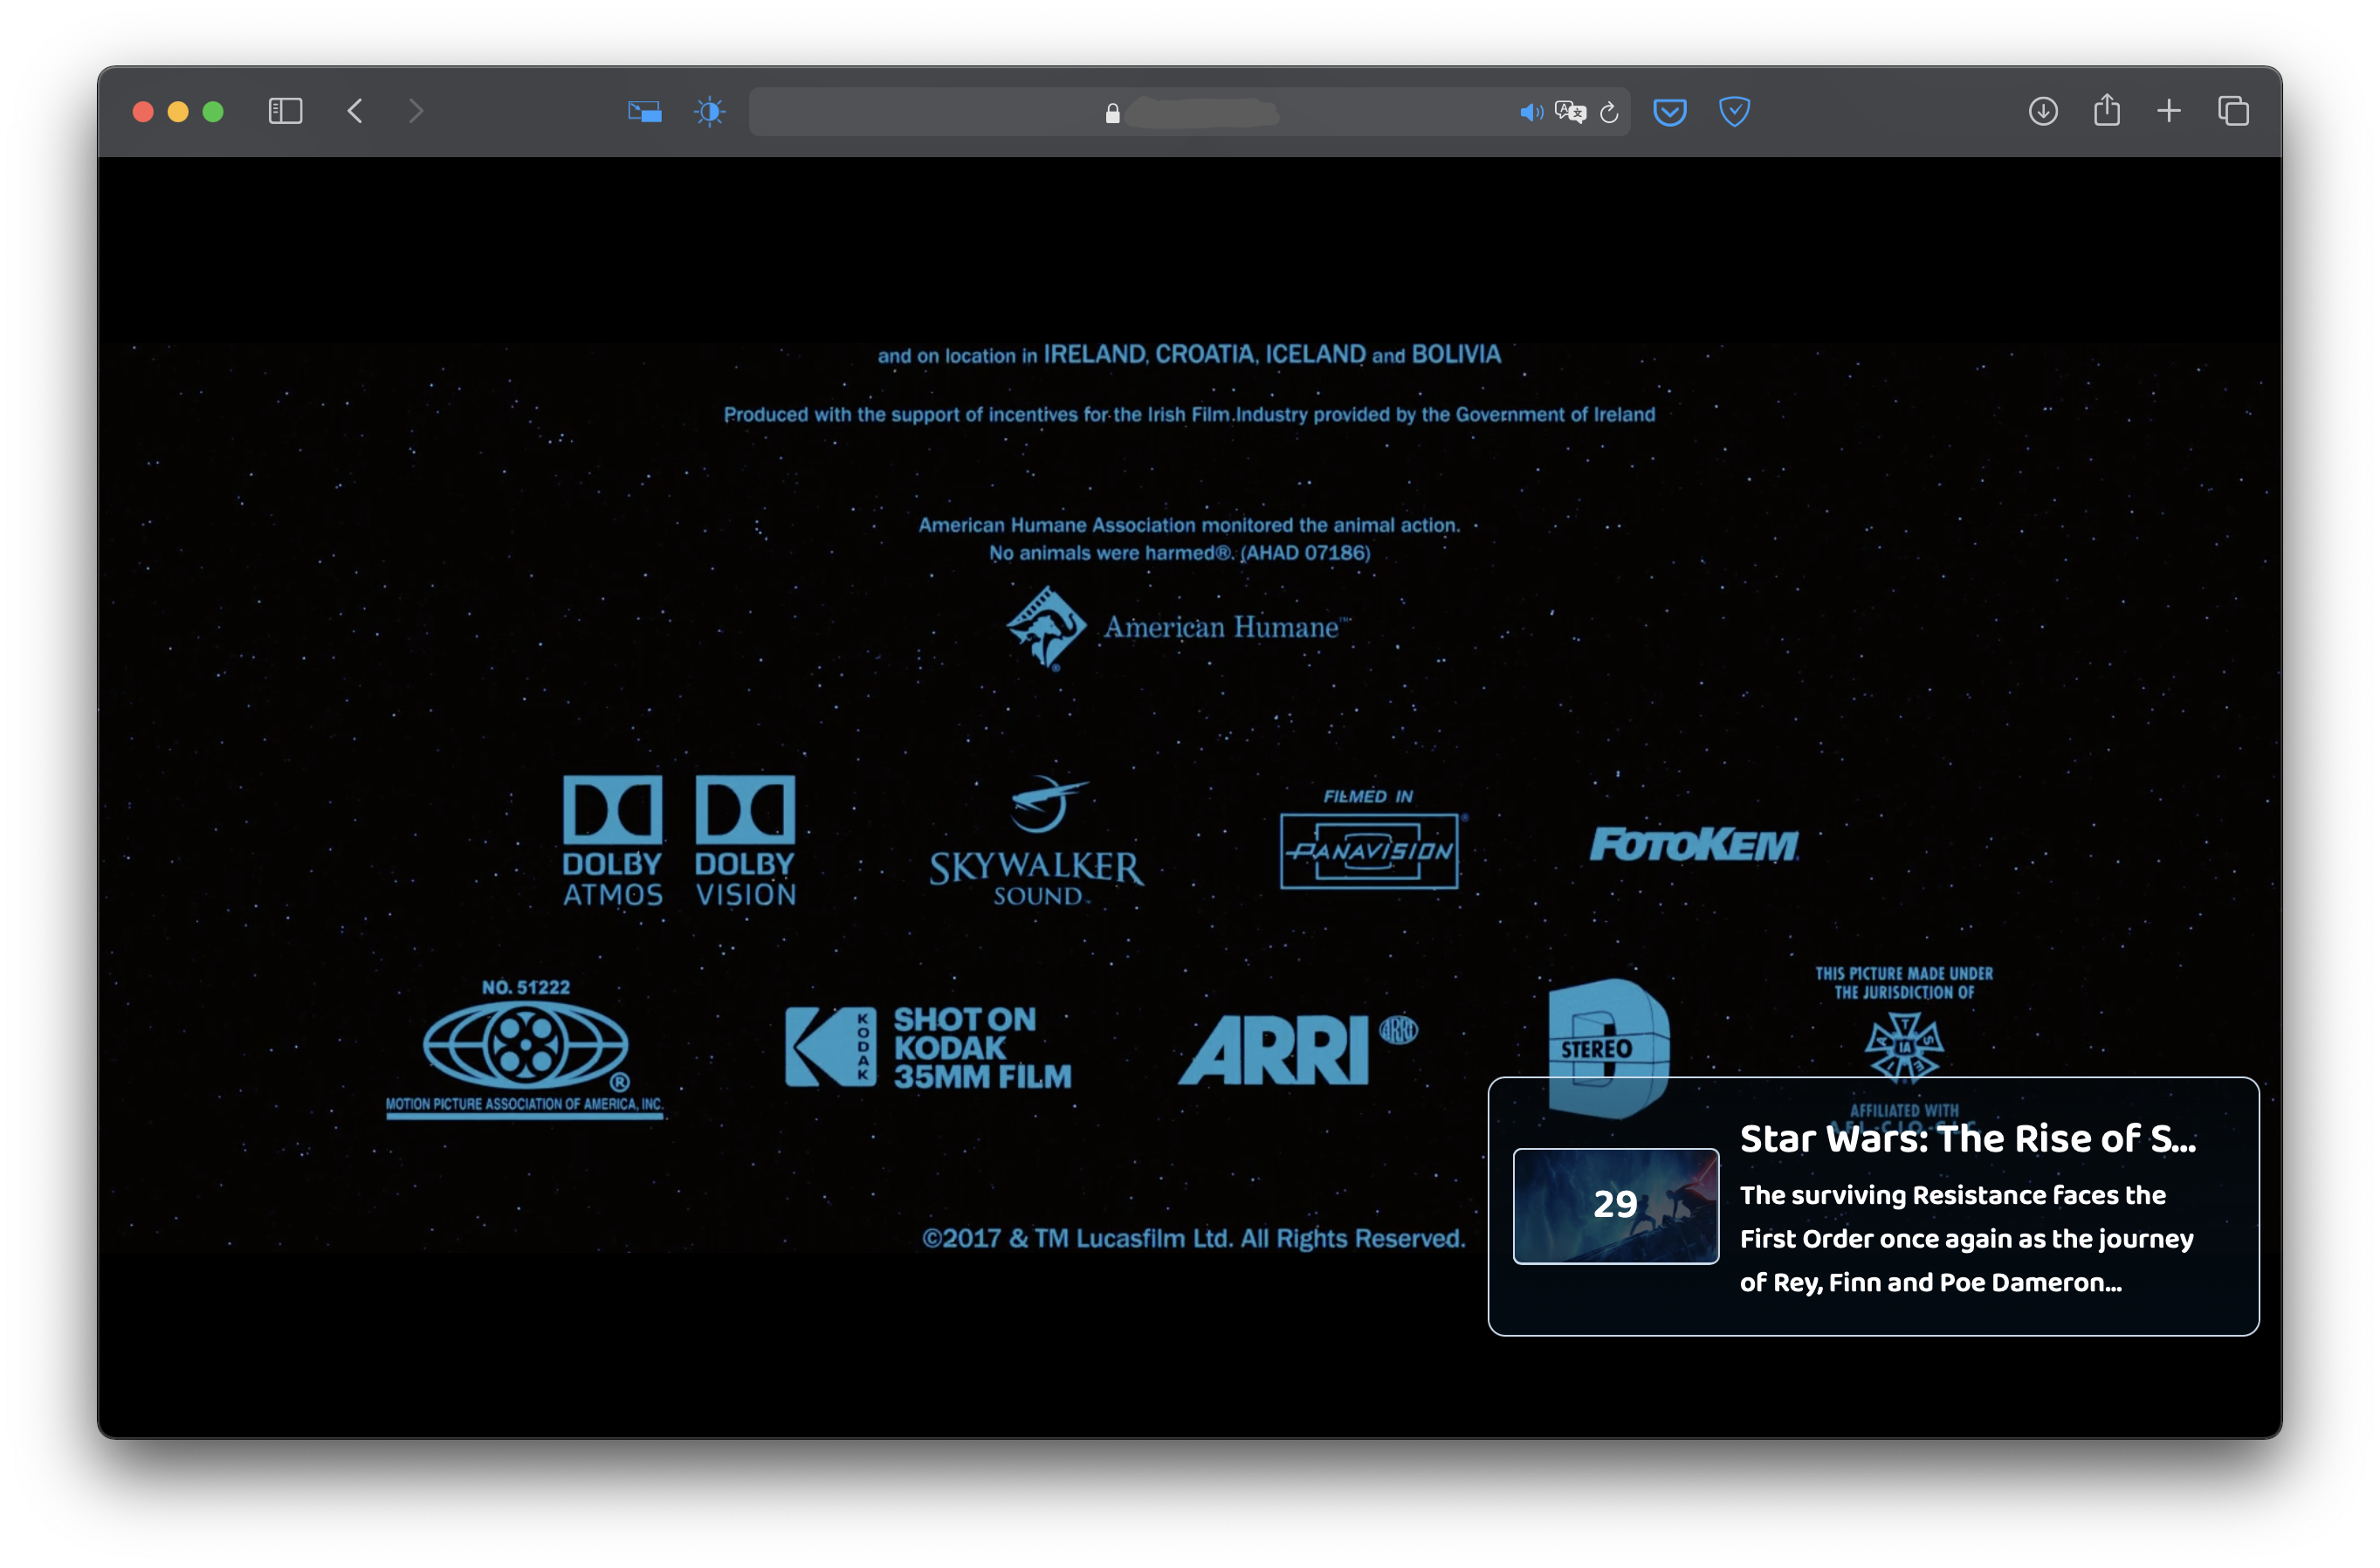 and on location in IRELAND, CROATIA, ICELAND and BOLIVIA
Produced with the support of incentives for the Irish Film Industry provided by the Government of Ireland
American Humane Association monitored the animal action.
No animals were harmed®. (AHAD 07186)
American Humane™
DOLBY ATMOS
DOLBY VISION
SKYWALKER
SOUND
FILMED IN
PANAVISION®
FOTOKEM
NO. 51222
®
MOTION PICTURE ASSOCIATION OF AMERICA, INC.
KODAK
SHOT ON
KODAK
35MM FILM
ARRI
ARRI
D
STEREO
THIS PICTURE MADE UNDER
THE JURISDICTION OF
IATSE
AFFILIATED WITH
AFL-CIO-CLC
Star Wars: The Rise of S...
29
The surviving Resistance faces the
First Order once again as the journey
of Rey, Finn and Poe Dameron...
©2017 & TM Lucasfilm Ltd. All Rights Reserved.